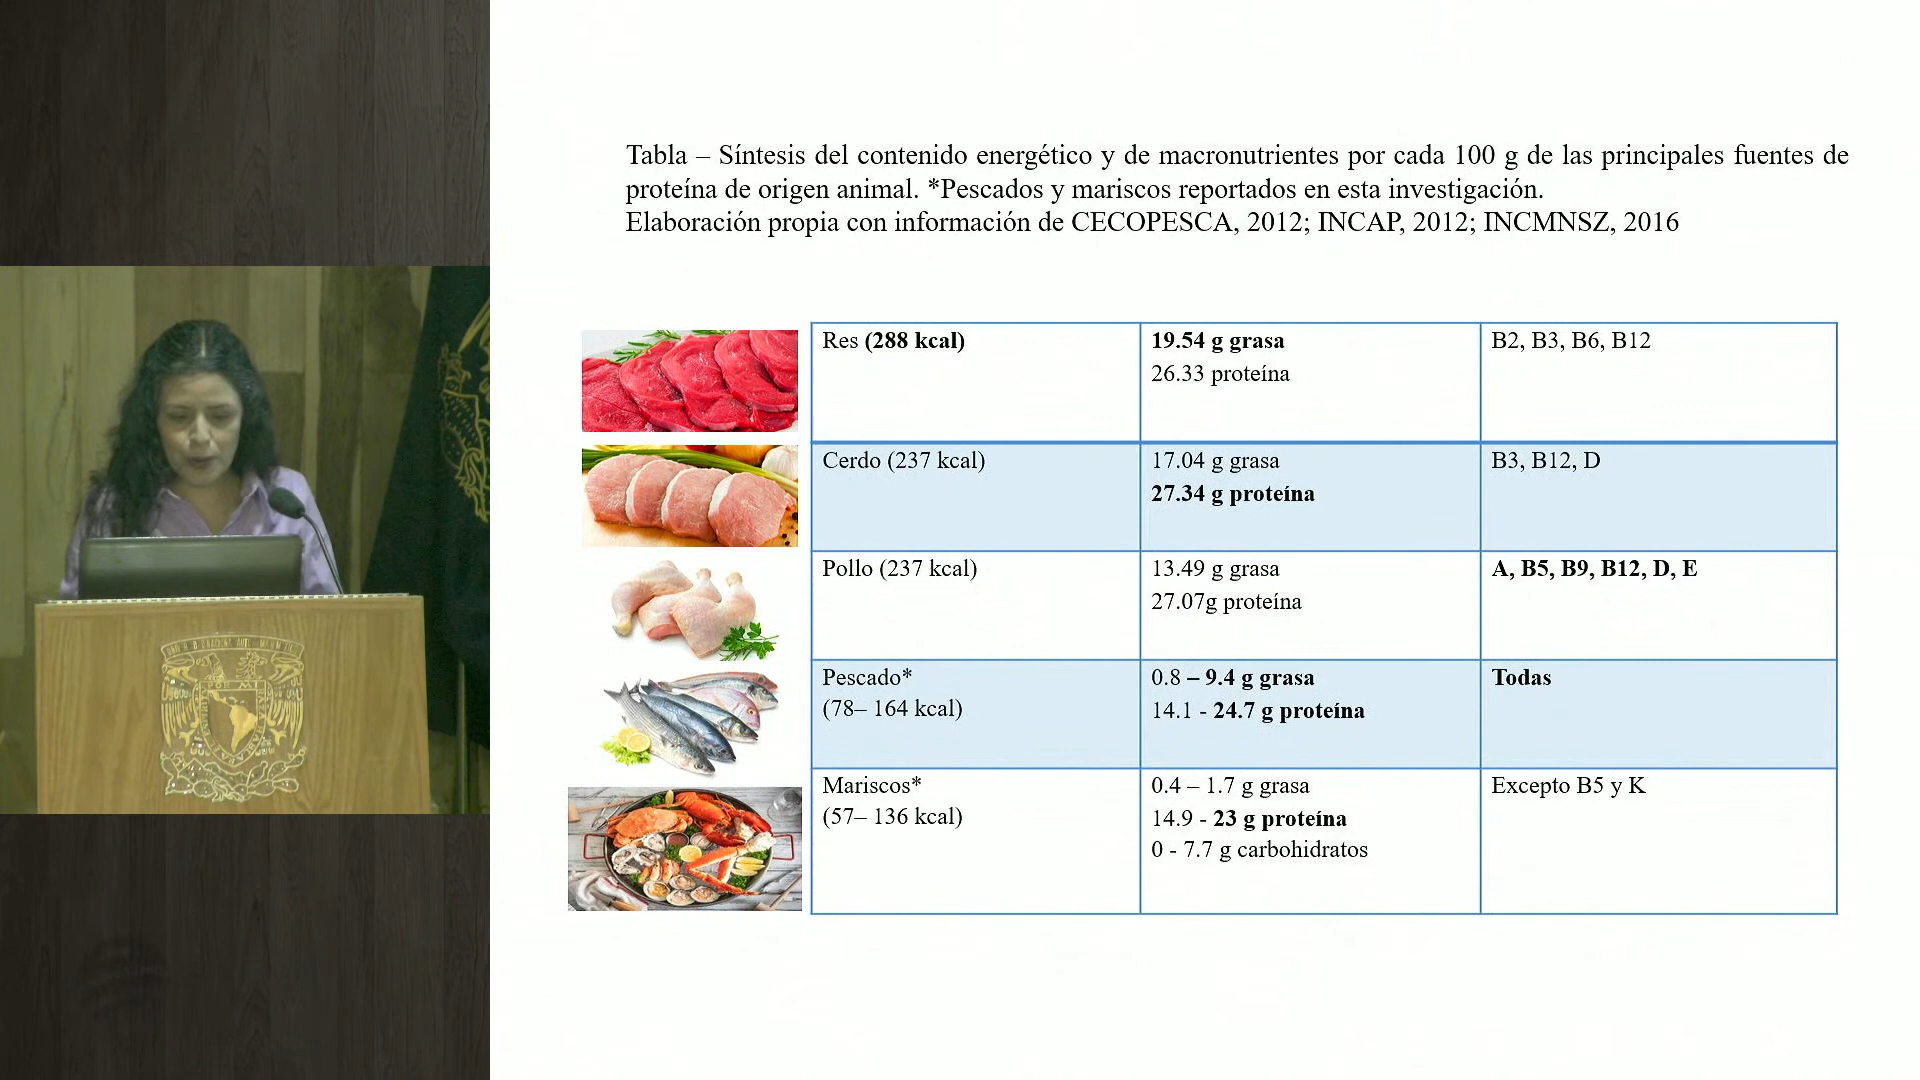 Tabla – Síntesis del contenido energético y de macronutrientes por cada 100 g de las principales fuentes de
proteína de origen animal. *Pescados y mariscos reportados en esta investigación.
Elaboración propia con información de CECOPESCA, 2012; INCAP, 2012; INCMNSZ, 2016
Res (288 kcal)
19.54 g grasa
26.33 proteína
B2, B3, B6, B12
Cerdo (237 kcal)
17.04 g grasa
27.34 g proteína
B3, B12, D
Pollo (237 kcal)
13.49 g grasa
27.07g proteína
A, B5, B9, B12, D, E
Pescado*
(78– 164 kcal)
0.8 – 9.4 g grasa
14.1 - 24.7 g proteína
Todas
Mariscos*
(57– 136 kcal)
0.4 – 1.7 g grasa
14.9 - 23 g proteína
0 - 7.7 g carbohidratos
Excepto B5 y K